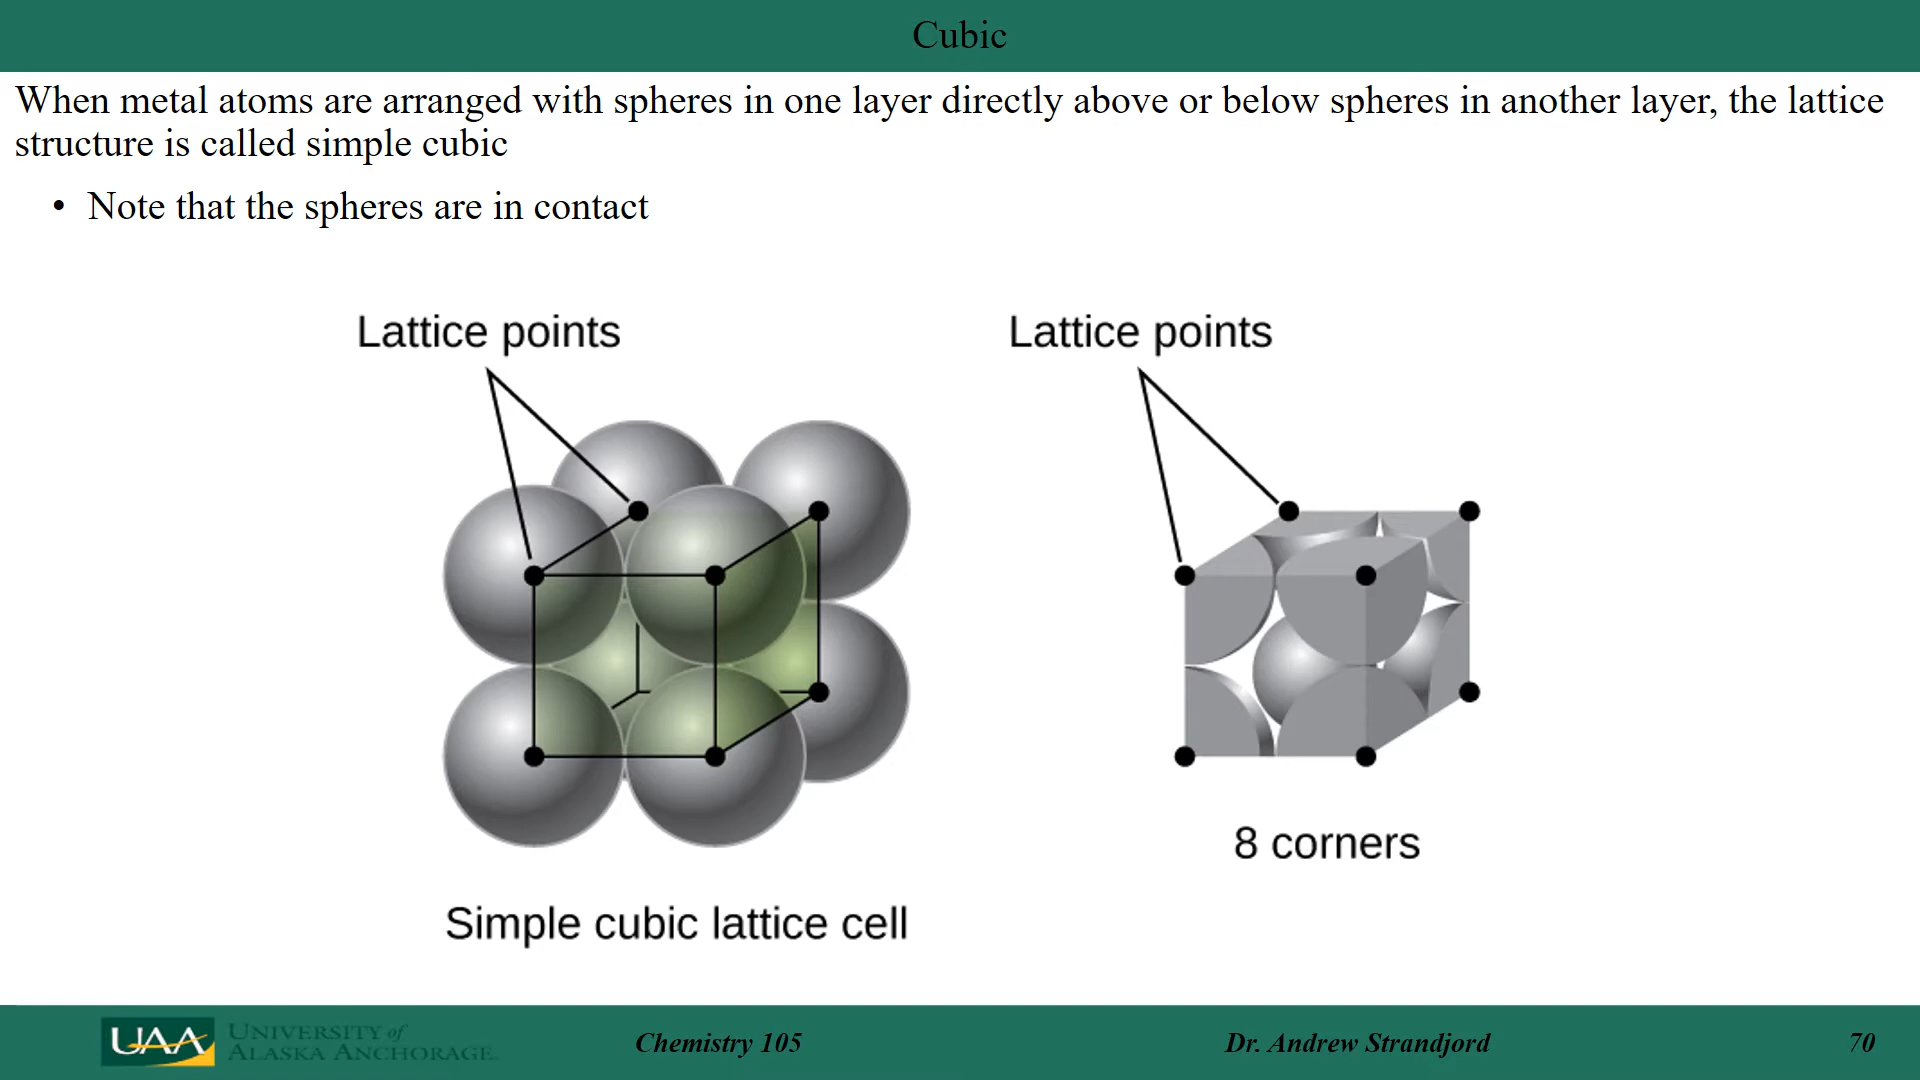 Cubic
When metal atoms are arranged with spheres in one layer directly above or below spheres in another layer, the lattice
structure is called simple cubic
• Note that the spheres are in contact
Lattice points
Lattice points
8 corners
Simple cubic lattice cell
UAA
UNIVERSITY of
ALASKA ANCHORAGE.
Chemistry 105
Dr. Andrew Strandjord
70